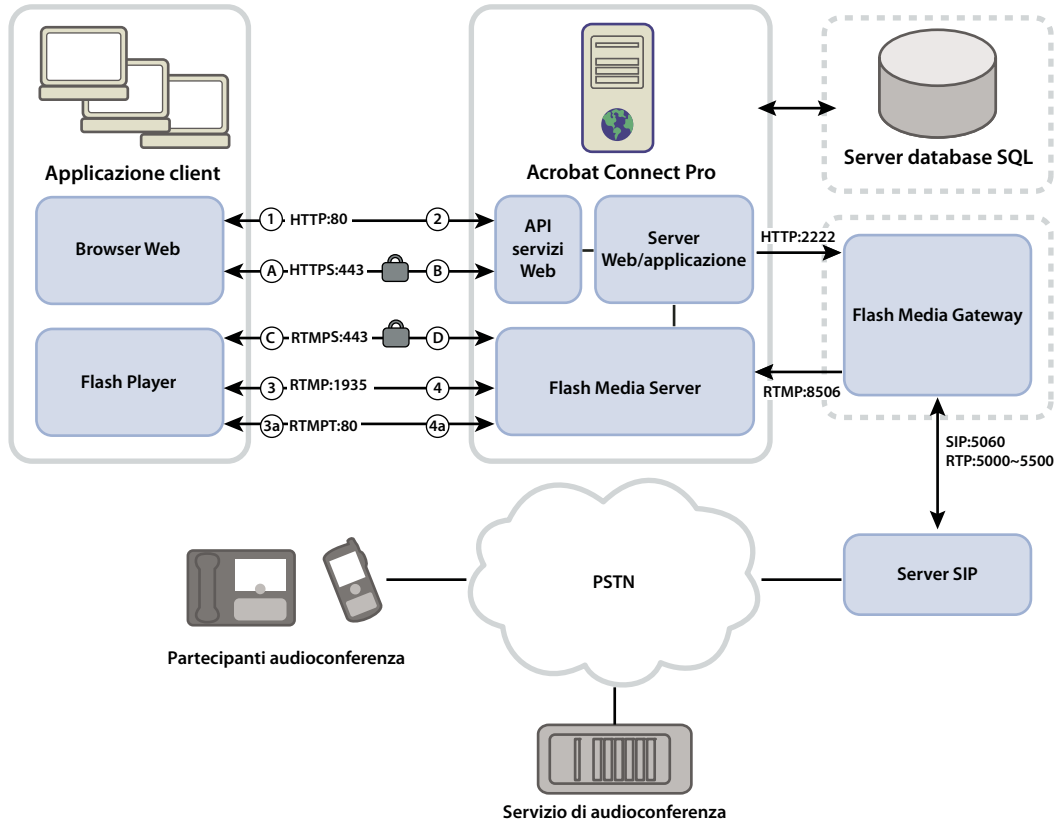 Applicazione client
Acrobat Connect Pro
Server database SQL
Browser Web
1
HTTP:80
2
A
HTTPS:443
B
API
servizi
Web
Server
Web/applicazione
HTTP:2222
Flash Media Gateway
Flash Player
C
RTMPS:443
D
3
RTMP:1935
4
3a
RTMPT:80
4a
Flash Media Server
RTMP:8506
SIP:5060
RTP:5000~5500
Server SIP
PSTN
Partecipanti audioconferenza
Servizio di audioconferenza